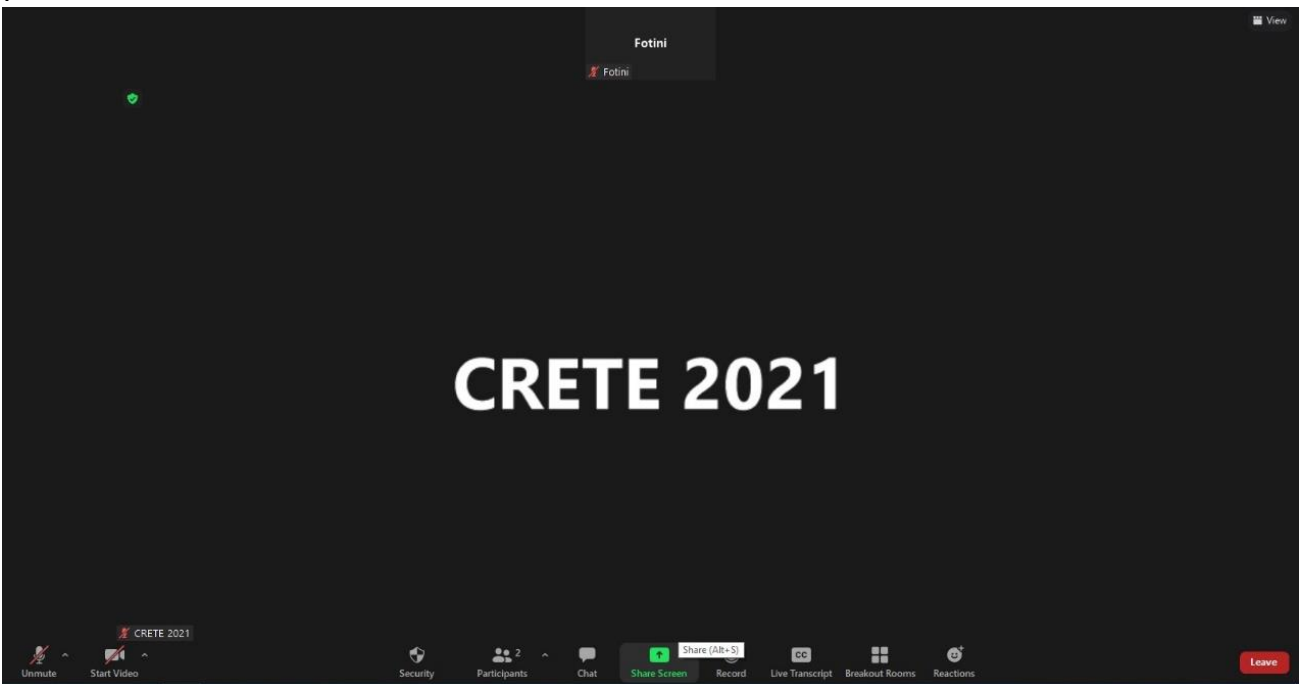 View
Fotini
Fotini
CRETE 2021
CRETE 2021
Share (Alt+S)
2
CC
Unmute Start Video Security Participants Chat Share Screen Record Live Transcript Breakout Rooms Reactions Leave